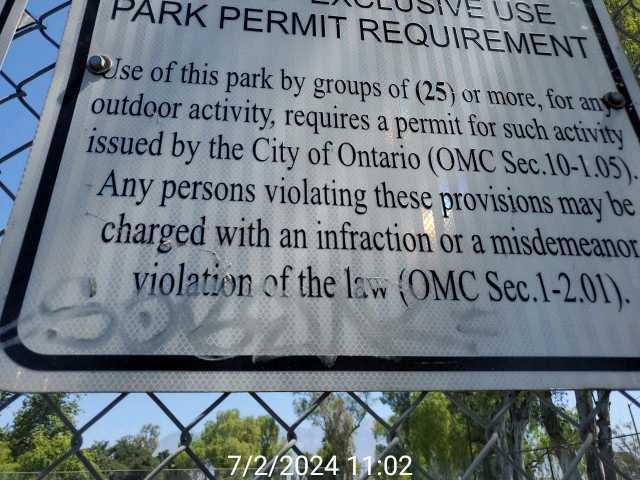 EXCLUSIVE USE
PARK PERMIT REQUIREMENT
Use of this park by groups of (25) or more, for any
outdoor activity, requires a permit for such activity
issued by the City of Ontario (OMC Sec.10-1.05).
Any persons violating these provisions may be
charged with an infraction or a misdemeanor
violation of the law (OMC Sec.1-2.01).
7/2/2024 11:02